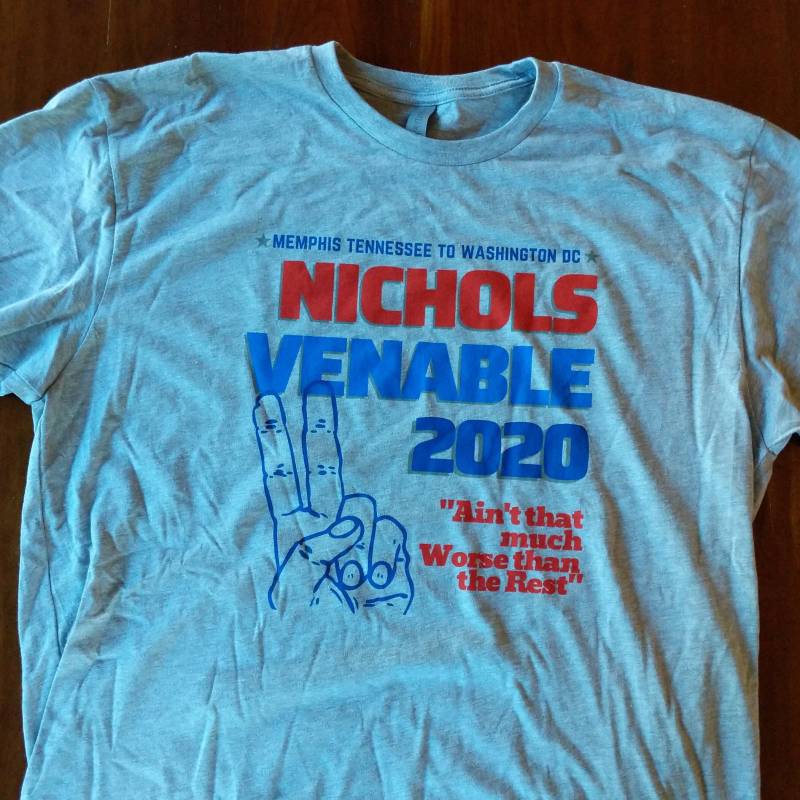 MEMPHIS TENNESSEE TO WASHINGTON DC
NICHOLS
VENABLE
2020
"Ain't that
much
Worse than
the Rest"